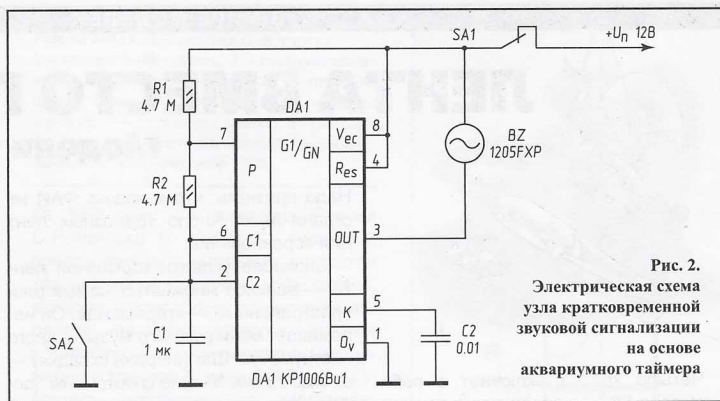 SA1
+Uп 12В
R1
4.7 М
DA1
7
G1/GN
Vec
8
P
Res
4
BZ
1205FXP
R2
4.7 М
6
C1
OUT
3
2
C2
K
5
SA2
C1
1 мк
0v
1
C2
0.01
DA1 КР1006Ви1
Рис. 2.
Электрическая схема
узла кратковременной
звуковой сигнализации
на основе
аквариумного таймера